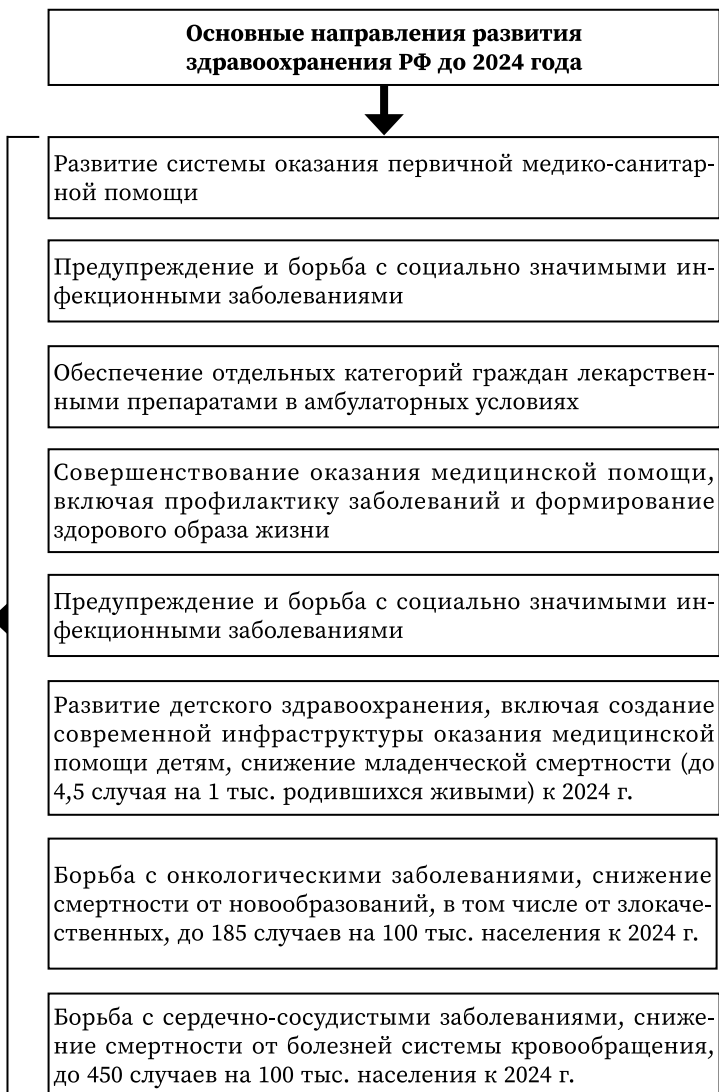 Основные направления развития
здравоохранения РФ до 2024 года
Развитие системы оказания первичной медико-санитар-
ной помощи
Предупреждение и борьба с социально значимыми ин-
фекционными заболеваниями
Обеспечение отдельных категорий граждан лекарствен-
ными препаратами в амбулаторных условиях
Совершенствование оказания медицинской помощи,
включая профилактику заболеваний и формирование
здорового образа жизни
Предупреждение и борьба с социально значимыми ин-
фекционными заболеваниями
Развитие детского здравоохранения, включая создание
современной инфраструктуры оказания медицинской
помощи детям, снижение младенческой смертности (до
4,5 случая на 1 тыс. родившихся живыми) к 2024 г.
Борьба с онкологическими заболеваниями, снижение
смертности от новообразований, в том числе от злокаче-
ственных, до 185 случаев на 100 тыс. населения к 2024 г.
Борьба с сердечно-сосудистыми заболеваниями, сниже-
ние смертности от болезней системы кровообращения,
до 450 случаев на 100 тыс. населения к 2024 г.